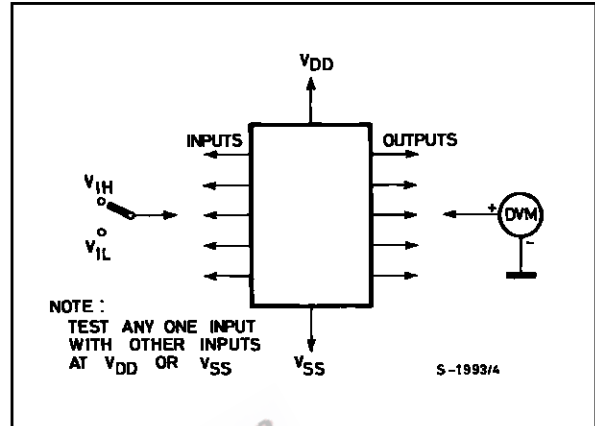 VDD
INPUTS
OUTPUTS
VIH
VIL
+
DVM
-
NOTE :
TEST ANY ONE INPUT
WITH OTHER INPUTS
AT VDD OR VSS
VSS
S-1993/4